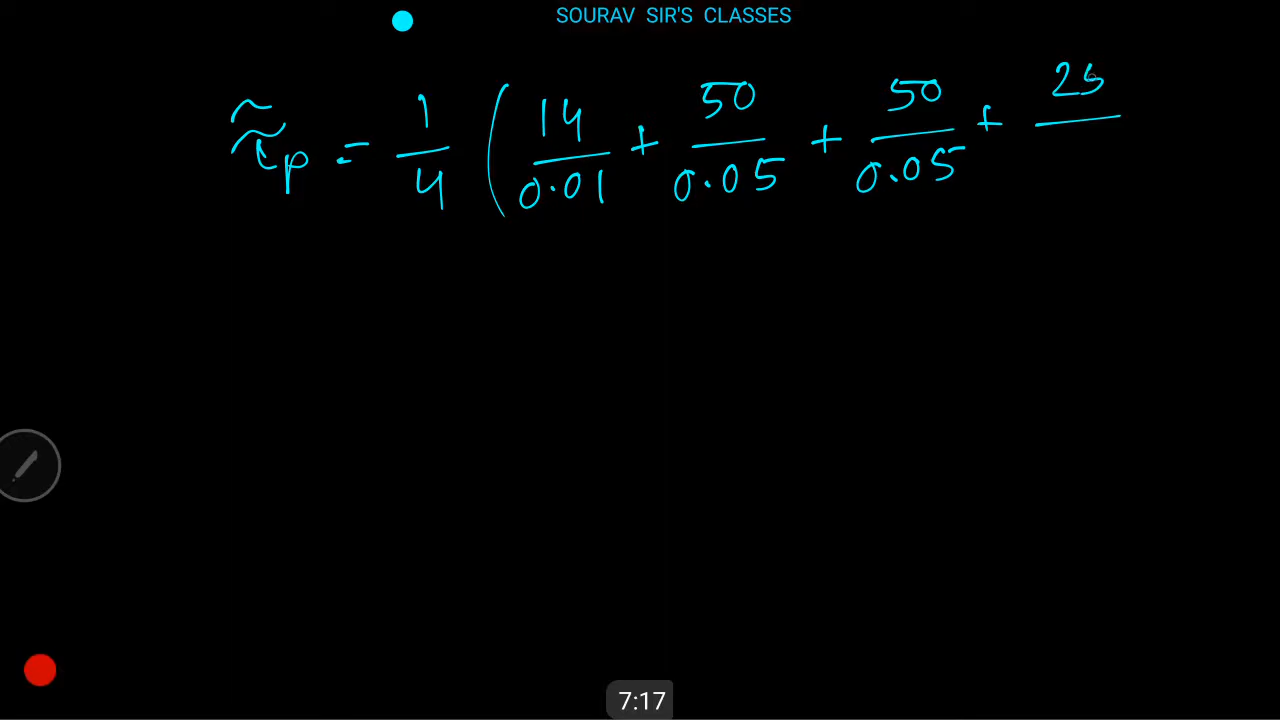 SOURAV SIR'S CLASSES
τ̃̃p = 1/4 ( 14/0.01 + 50/0.05 + 50/0.05 + 25/
7:17